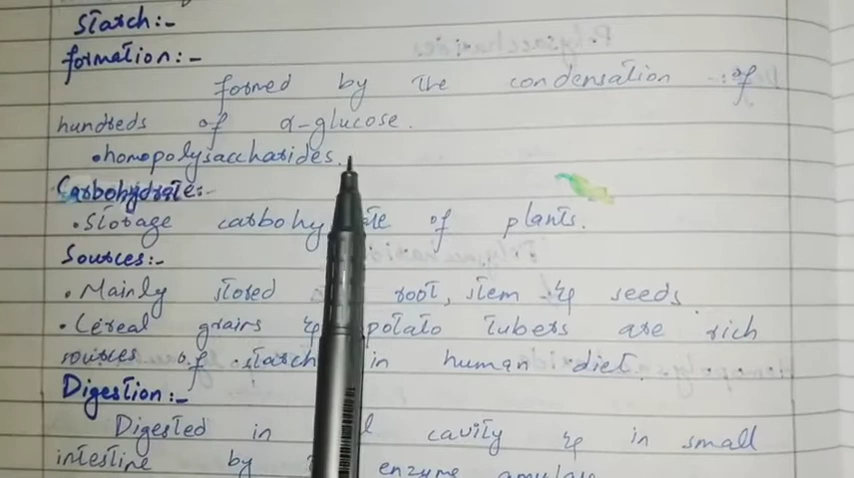 Starch:-
formation:-
formed by the condensation of
hundreds of α-glucose.
•homopolysaccharides.
Carbohydrate:-
•Storage carbohy te of plants.
Sources:-
•Mainly stored root, stem & seeds.
•Cereal grains & potato tubers are rich
sources of starch in human diet.
Digestion:-
Digested in l cavity & in small
intestine by enzyme amylase